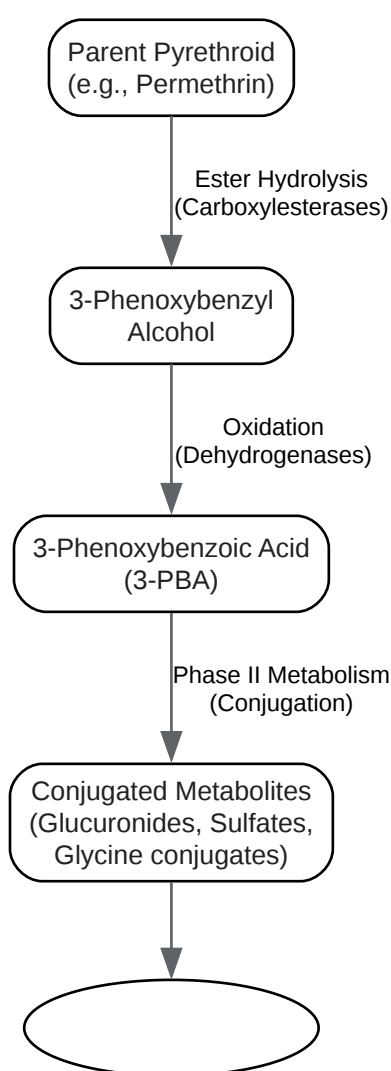 Parent Pyrethroid
(e.g., Permethrin)
Ester Hydrolysis
(Carboxylesterases)
3-Phenoxybenzyl
Alcohol
Oxidation
(Dehydrogenases)
3-Phenoxybenzoic Acid
(3-PBA)
Phase II Metabolism
(Conjugation)
Conjugated Metabolites
(Glucuronides, Sulfates,
Glycine conjugates)